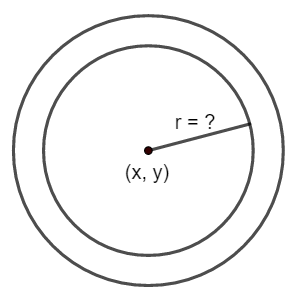 r = ?
(x, y)